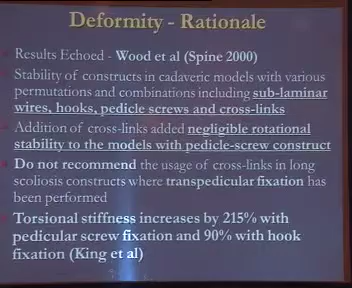 Deformity - Rationale
Results Echoed - Wood et al (Spine 2000)
Stability of constructs in cadaveric models with various
permutations and combinations including sub-laminar
wires, hooks, pedicle screws and cross-links
Addition of cross-links added negligible rotational
stability to the models with pedicle-screw construct
Do not recommend the usage of cross-links in long
scoliosis constructs where transpedicular fixation has
been performed
Torsional stiffness increases by 215% with
pedicular screw fixation and 90% with hook
fixation (King et al)